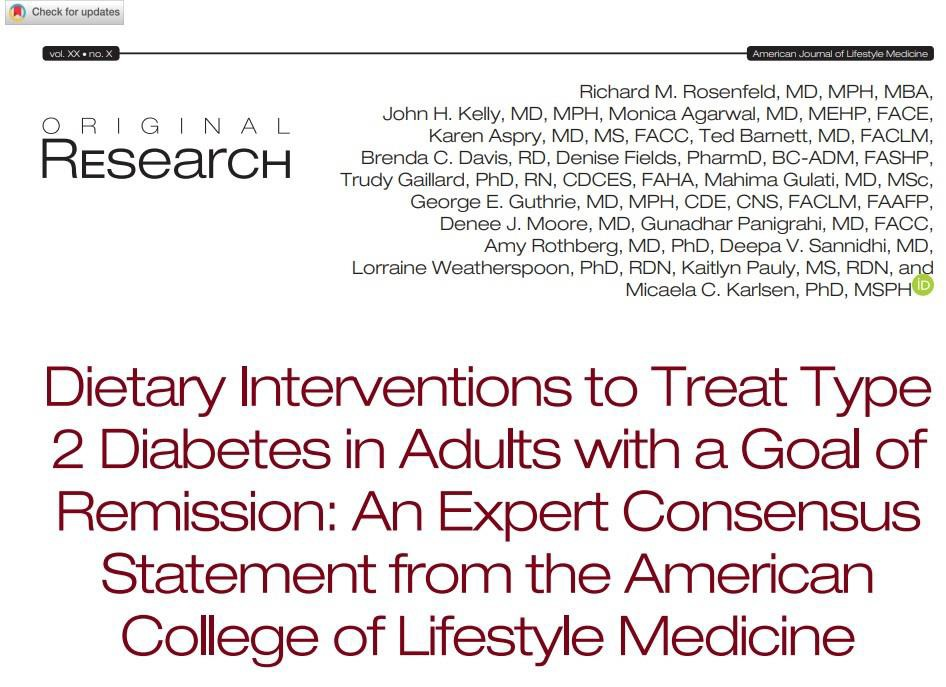 Check for updates
vol. XX • no. X
American Journal of Lifestyle Medicine
ORIGINAL
RESearcH
Richard M. Rosenfeld, MD, MPH, MBA,
John H. Kelly, MD, MPH, Monica Agarwal, MD, MEHP, FACE,
Karen Aspry, MD, MS, FACC, Ted Barnett, MD, FACLM,
Brenda C. Davis, RD, Denise Fields, PharmD, BC-ADM, FASHP,
Trudy Gaillard, PhD, RN, CDCES, FAHA, Mahima Gulati, MD, MSc,
George E. Guthrie, MD, MPH, CDE, CNS, FACLM, FAAFP,
Denee J. Moore, MD, Gunadhar Panigrahi, MD, FACC,
Amy Rothberg, MD, PhD, Deepa V. Sannidhi, MD,
Lorraine Weatherspoon, PhD, RDN, Kaitlyn Pauly, MS, RDN, and
Micaela C. Karlsen, PhD, MSPH iD
Dietary Interventions to Treat Type
2 Diabetes in Adults with a Goal of
Remission: An Expert Consensus
Statement from the American
College of Lifestyle Medicine